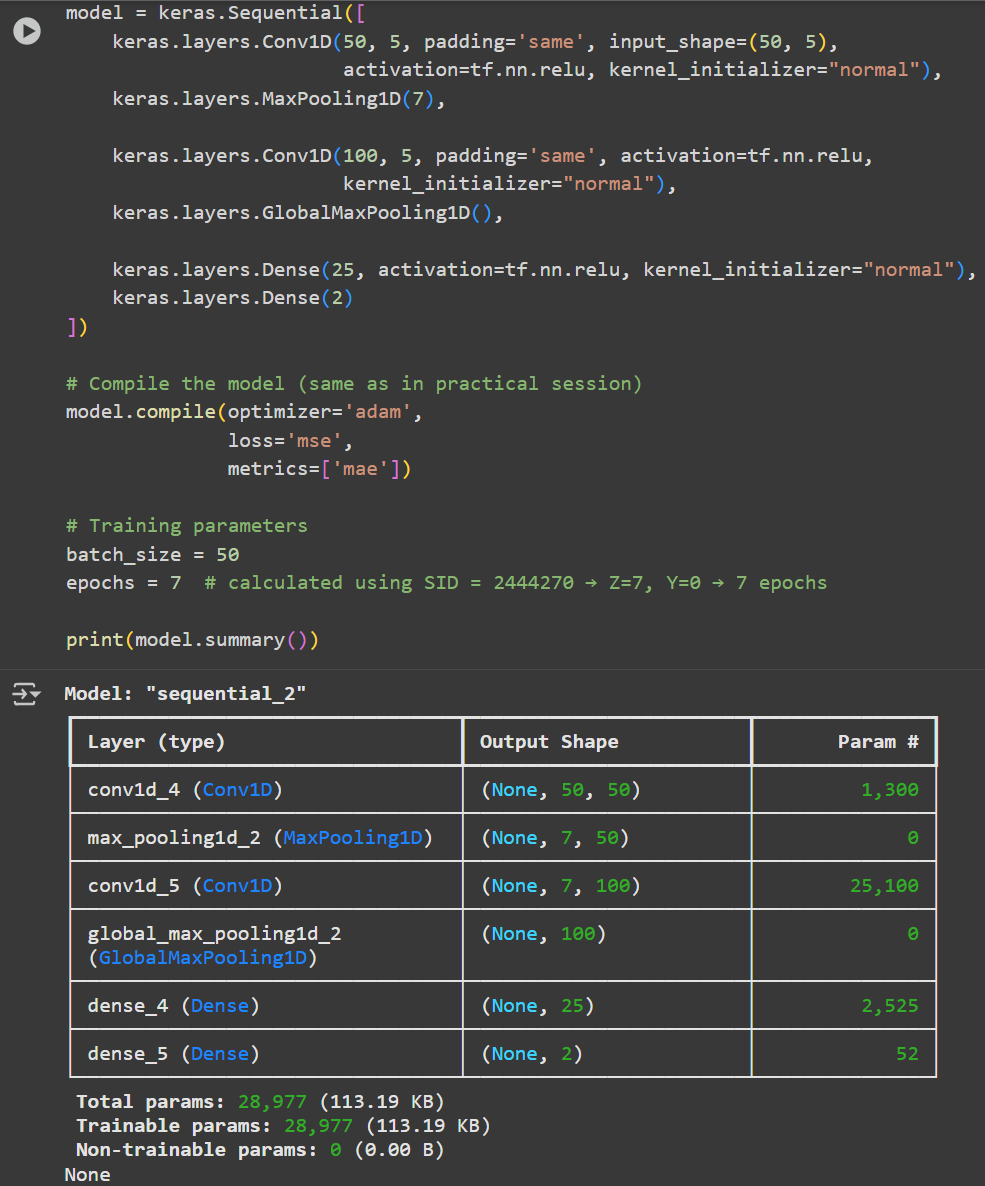 model = keras.Sequential([
    keras.layers.Conv1D(50, 5, padding='same', input_shape=(50, 5),
                        activation=tf.nn.relu, kernel_initializer="normal"),
    keras.layers.MaxPooling1D(7),
    keras.layers.Conv1D(100, 5, padding='same', activation=tf.nn.relu,
                        kernel_initializer="normal"),
    keras.layers.GlobalMaxPooling1D(),
    keras.layers.Dense(25, activation=tf.nn.relu, kernel_initializer="normal"),
    keras.layers.Dense(2)
])
# Compile the model (same as in practical session)
model.compile(optimizer='adam',
              loss='mse',
              metrics=['mae'])
# Training parameters
batch_size = 50
epochs = 7  # calculated using SID = 2444270 → Z=7, Y=0 → 7 epochs
print(model.summary())
Model: "sequential_2"
Layer (type) Output Shape Param #
conv1d_4 (Conv1D) (None, 50, 50) 1,300
max_pooling1d_2 (MaxPooling1D) (None, 7, 50) 0
conv1d_5 (Conv1D) (None, 7, 100) 25,100
global_max_pooling1d_2 (None, 100) 0
(GlobalMaxPooling1D)
dense_4 (Dense) (None, 25) 2,525
dense_5 (Dense) (None, 2) 52
Total params: 28,977 (113.19 KB)
Trainable params: 28,977 (113.19 KB)
Non-trainable params: 0 (0.00 B)
None